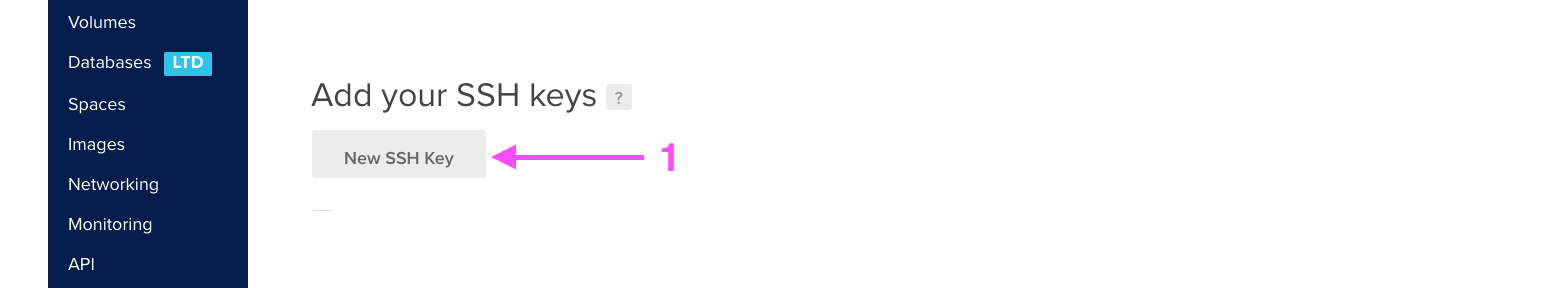 Volumes
Databases LTD
Spaces
Images
Networking
Monitoring
API
Add your SSH keys ?
New SSH Key
1